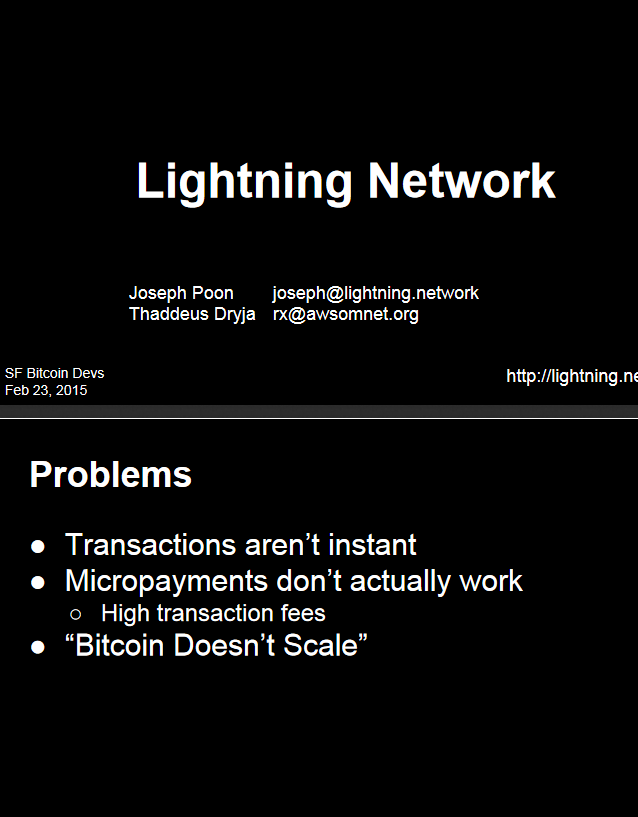 Lightning Network
Joseph Poon joseph@lightning.network
Thaddeus Dryja rx@awsomnet.org
SF Bitcoin Devs
Feb 23, 2015
http://lightning.ne
Problems
● Transactions aren’t instant
● Micropayments don’t actually work
○ High transaction fees
● “Bitcoin Doesn’t Scale”